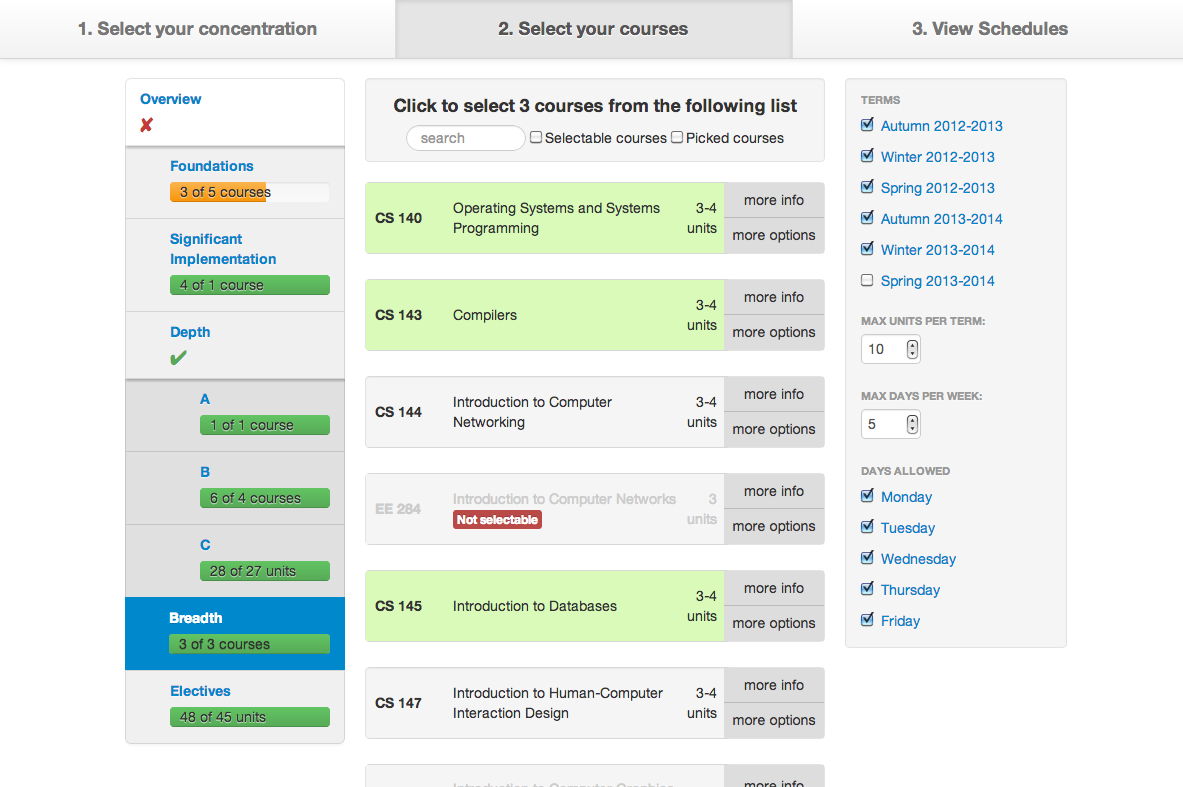 1. Select your concentration
2. Select your courses
3. View Schedules
Overview
Foundations
3 of 5 courses
Significant
Implementation
4 of 1 course
Depth
A
1 of 1 course
B
6 of 4 courses
C
28 of 27 units
Breadth
3 of 3 courses
Electives
48 of 45 units
Click to select 3 courses from the following list
search
Selectable courses
Picked courses
CS 140
Operating Systems and Systems
Programming
3-4
units
more info
more options
CS 143
Compilers
3-4
units
more info
more options
CS 144
Introduction to Computer
Networking
3-4
units
more info
more options
EE 284
Introduction to Computer Networks
Not selectable
3
units
more info
more options
CS 145
Introduction to Databases
3-4
units
more info
more options
CS 147
Introduction to Human-Computer
Interaction Design
3-4
units
more info
more options
Introduction to Computer Graphics
more info
TERMS
Autumn 2012-2013
Winter 2012-2013
Spring 2012-2013
Autumn 2013-2014
Winter 2013-2014
Spring 2013-2014
MAX UNITS PER TERM:
10
MAX DAYS PER WEEK:
5
DAYS ALLOWED
Monday
Tuesday
Wednesday
Thursday
Friday